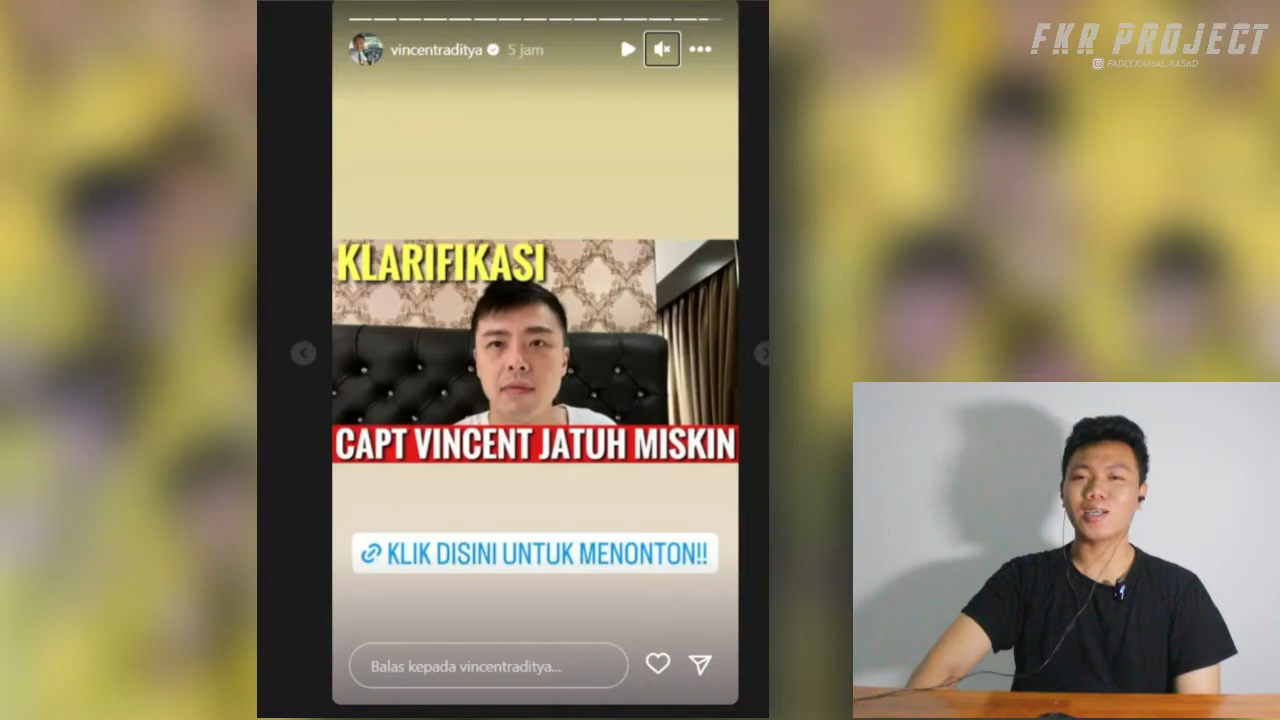 vincentraditya 5 jam
FKR PROJECT
FADLY.KAMAL.RASAD
KLARIFIKASI
CAPT VINCENT JATUH MISKIN
KLIK DISINI UNTUK MENONTON!!
Balas kepada vincentraditya...